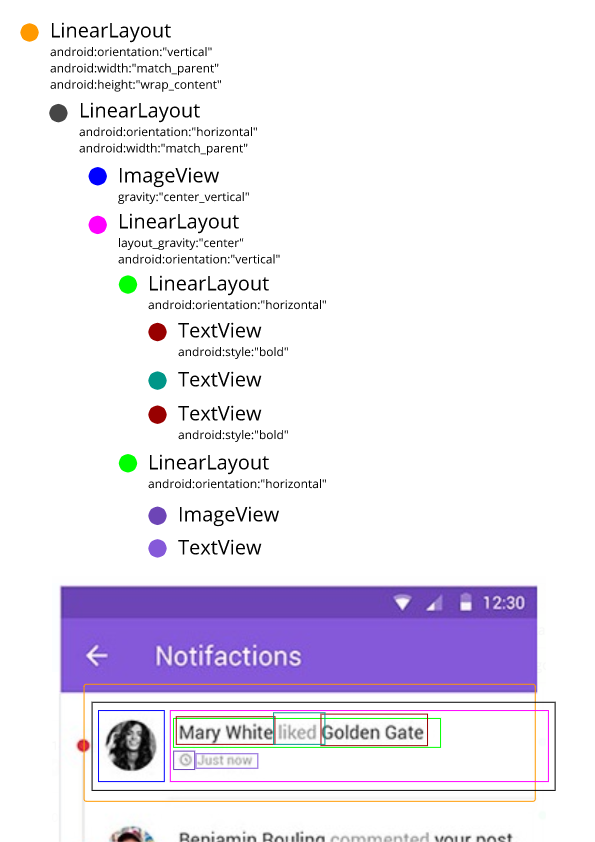 LinearLayout
android:orientation:"vertical"
android:width:"match_parent"
android:height:"wrap_content"
LinearLayout
android:orientation:"horizontal"
android:width:"match_parent"
ImageView
gravity:"center_vertical"
LinearLayout
layout_gravity:"center"
android:orientation:"vertical"
LinearLayout
android:orientation:"horizontal"
TextView
android:style:"bold"
TextView
TextView
android:style:"bold"
LinearLayout
android:orientation:"horizontal"
ImageView
TextView
12:30
Notifactions
Mary White liked Golden Gate
Just now
Benjamin Rouling commented your post